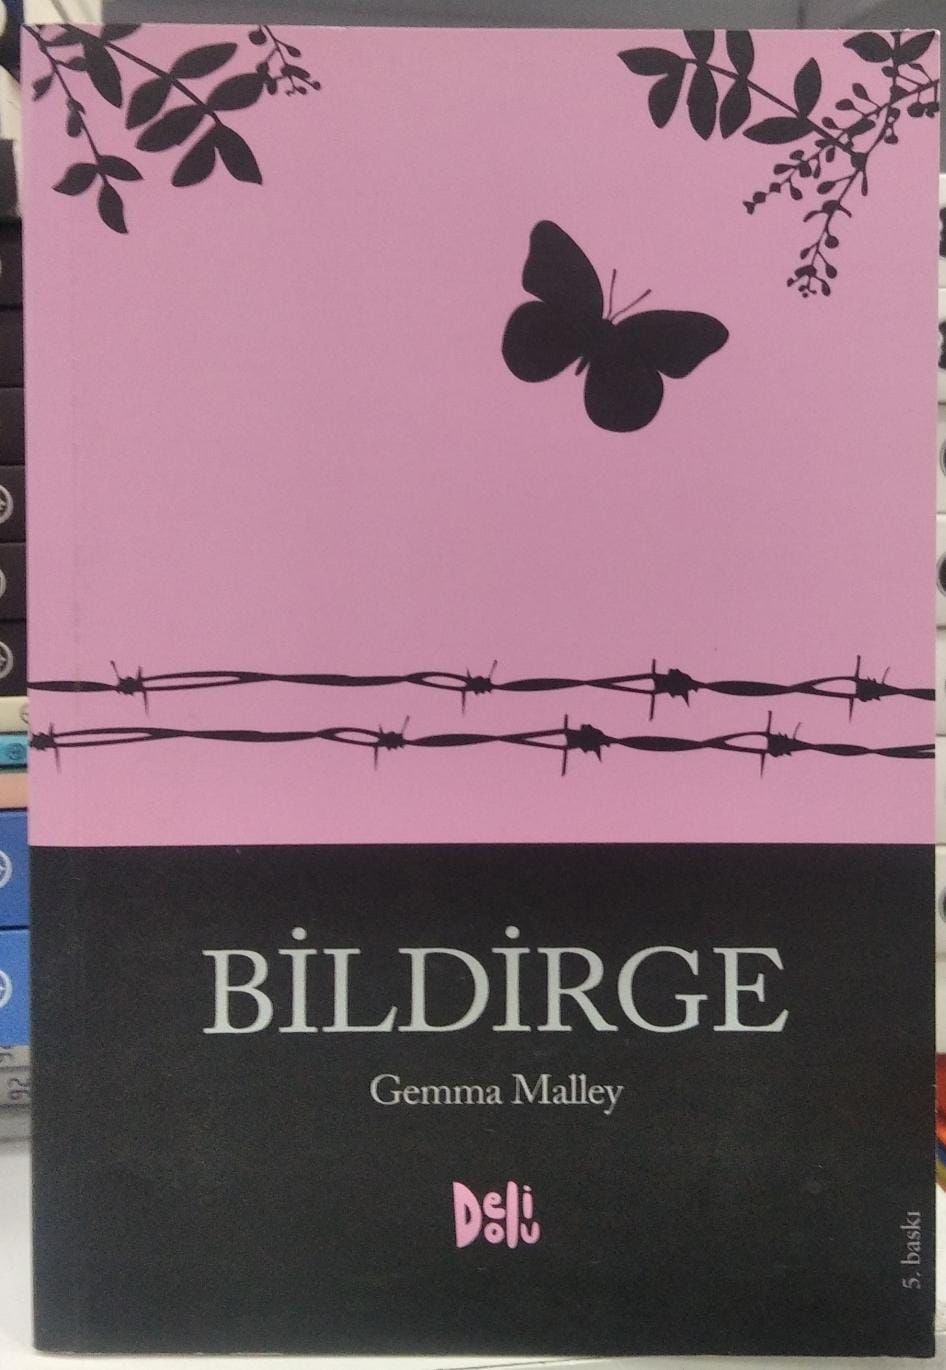 BİLDİRGE
Gemma Malley
Deli
Dolu
5. baskı